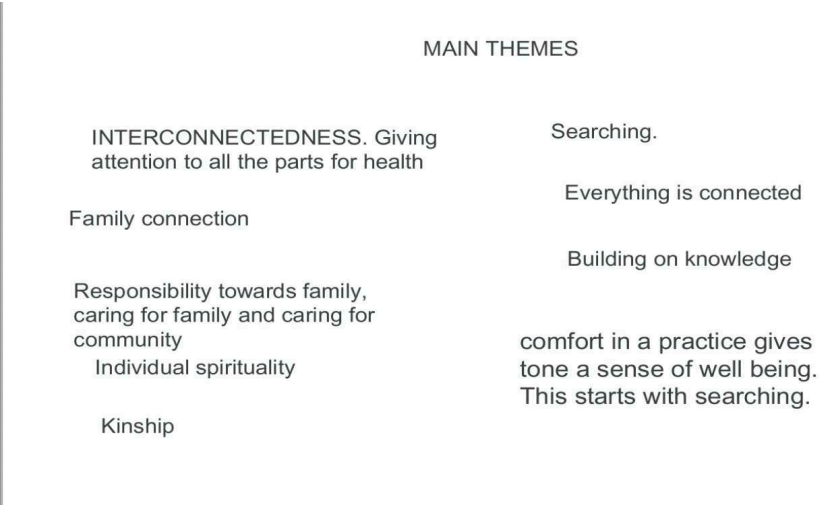 MAIN THEMES
INTERCONNECTEDNESS. Giving
attention to all the parts for health
Family connection
Responsibility towards family,
caring for family and caring for
community
Individual spirituality
Kinship
Searching.
Everything is connected
Building on knowledge
comfort in a practice gives
tone a sense of well being.
This starts with searching.